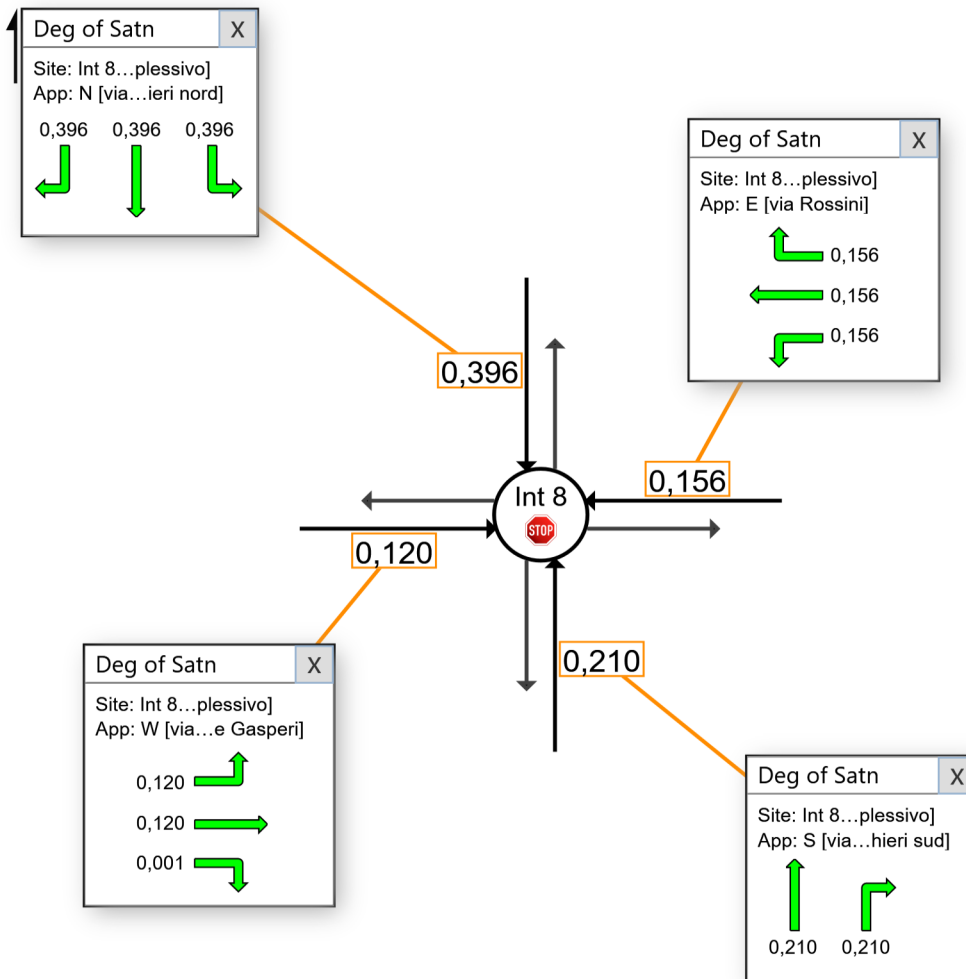 Deg of Satn X
Site: Int 8...plessivo]
App: N [via...ieri nord]
0,396 0,396 0,396
Deg of Satn X
Site: Int 8...plessivo]
App: E [via Rossini]
0,156
0,156
0,156
0,396
0,156
Int 8
STOP
0,120
0,210
Deg of Satn X
Site: Int 8...plessivo]
App: W [via...e Gasperi]
0,120
0,120
0,001
Deg of Satn X
Site: Int 8...plessivo]
App: S [via...hieri sud]
0,210 0,210